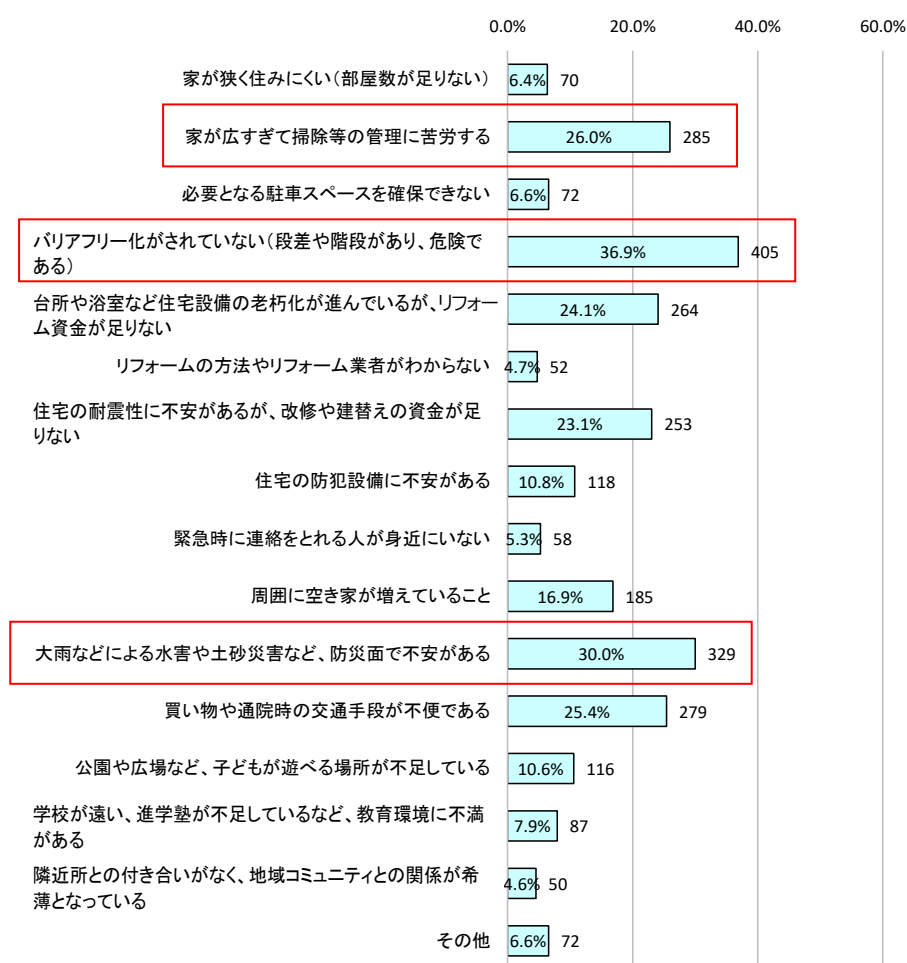 0.0% 20.0% 40.0% 60.0%
家が狭く住みにくい(部屋数が足りない) 6.4% 70
家が広すぎて掃除等の管理に苦労する 26.0% 285
必要となる駐車スペースを確保できない 6.6% 72
バリアフリー化がされていない(段差や階段があり、危険で
ある) 36.9% 405
台所や浴室など住宅設備の老朽化が進んでいるが、リフォー
ム資金が足りない 24.1% 264
リフォームの方法やリフォーム業者がわからない 4.7% 52
住宅の耐震性に不安があるが、改修や建替えの資金が足
りない 23.1% 253
住宅の防犯設備に不安がある 10.8% 118
緊急時に連絡をとれる人が身近にいない 5.3% 58
周囲に空き家が増えていること 16.9% 185
大雨などによる水害や土砂災害など、防災面で不安がある 30.0% 329
買い物や通院時の交通手段が不便である 25.4% 279
公園や広場など、子どもが遊べる場所が不足している 10.6% 116
学校が遠い、進学塾が不足しているなど、教育環境に不満
がある 7.9% 87
隣近所との付き合いがなく、地域コミュニティとの関係が希
薄となっている 4.6% 50
その他 6.6% 72